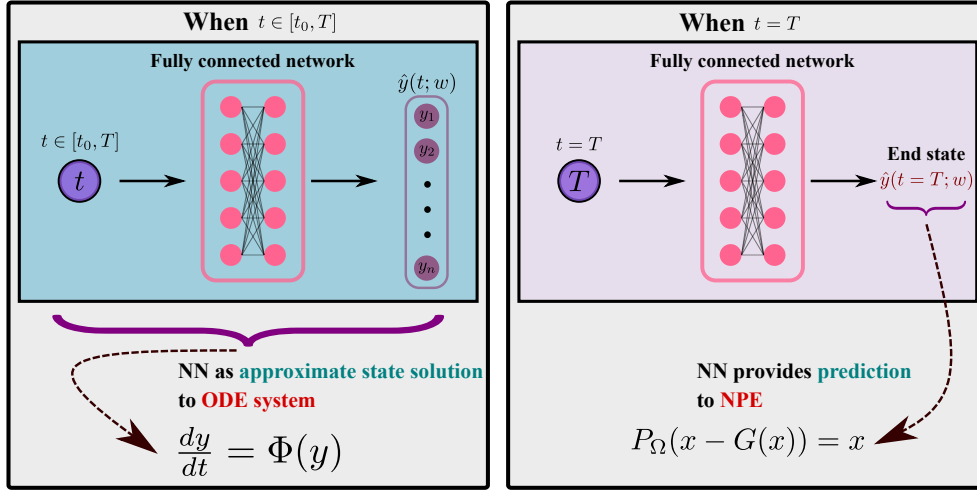 When t ∈ [t₀, T]
Fully connected network
ŷ(t; w)
t ∈ [t₀, T]
t
y₁
y₂
yₙ
NN as approximate state solution
to ODE system
dy/dt = Φ(y)
When t = T
Fully connected network
t = T
T
End state
ŷ(t = T; w)
NN provides prediction
to NPE
P_Ω(x − G(x)) = x